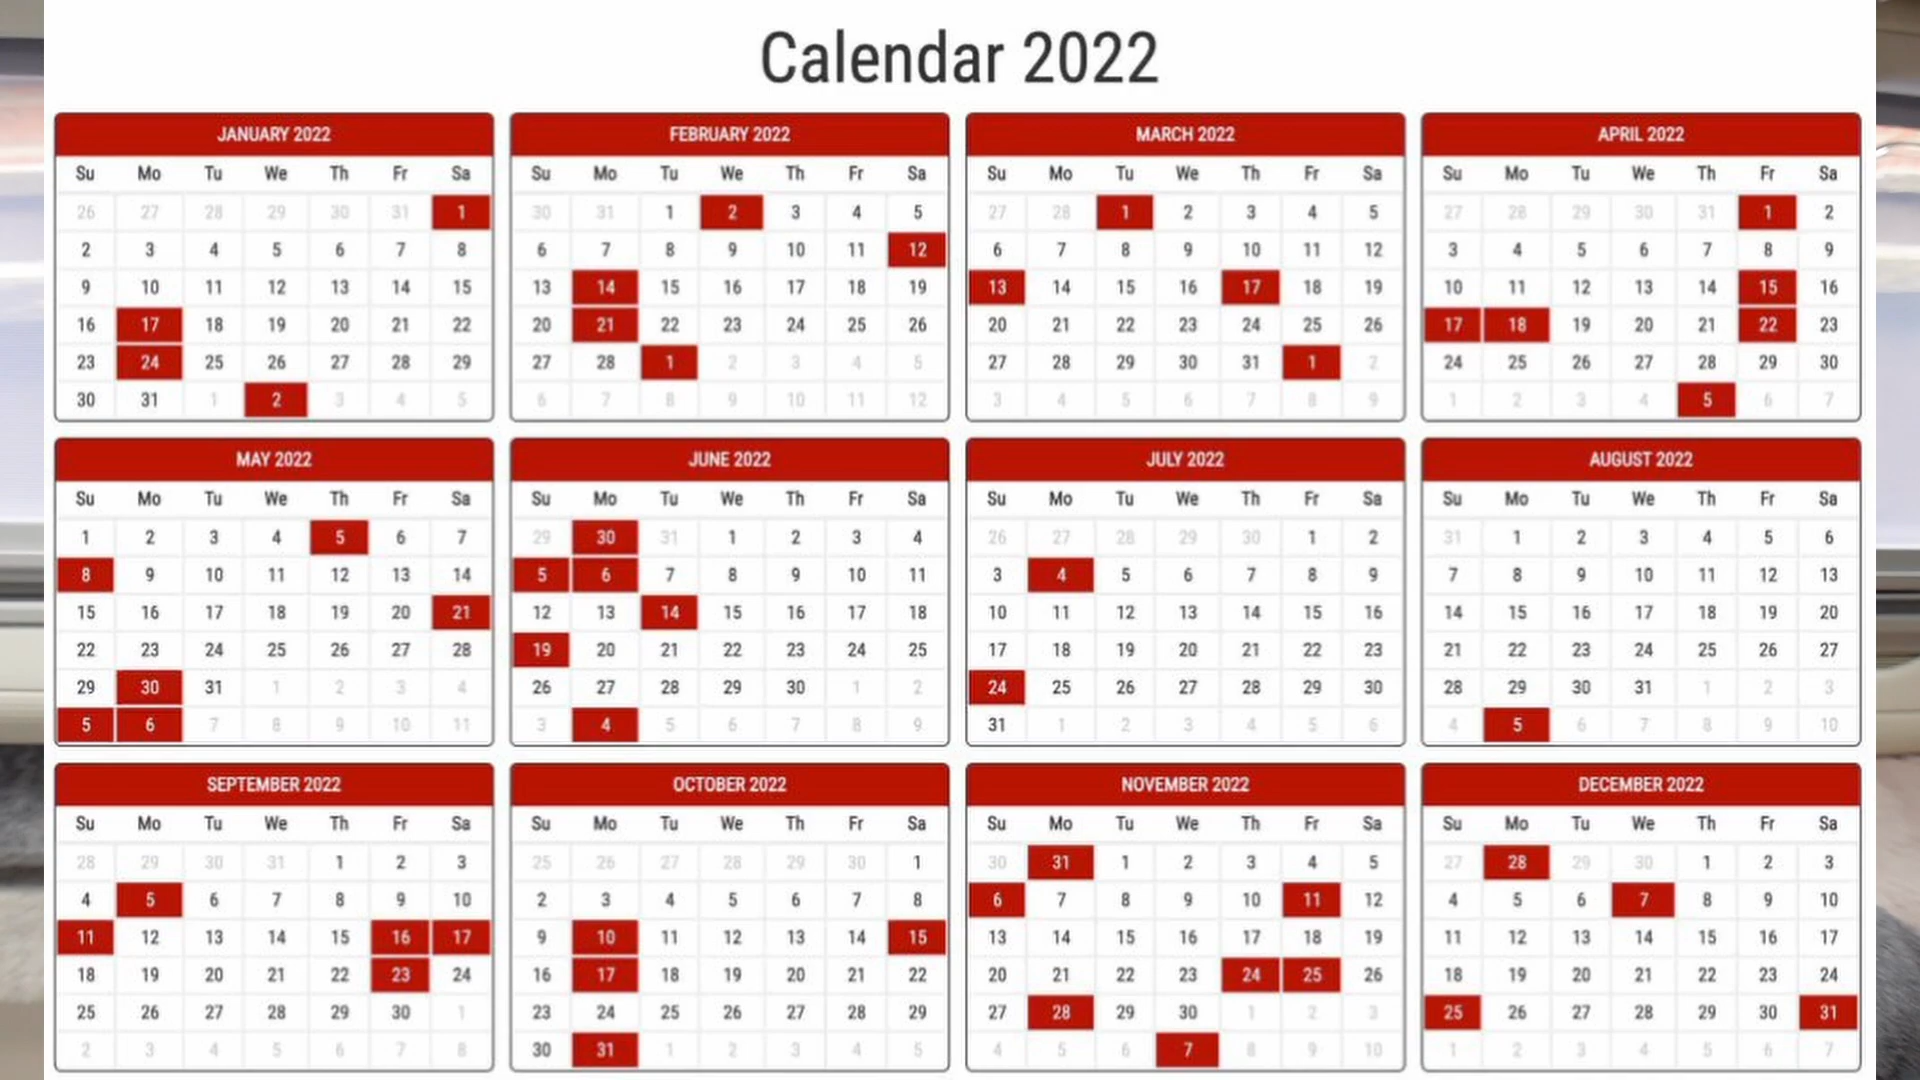 Calendar 2022
JANUARY 2022
Su Mo Tu We Th Fr Sa
26 27 28 29 30 31 1
2 3 4 5 6 7 8
9 10 11 12 13 14 15
16 17 18 19 20 21 22
23 24 25 26 27 28 29
30 31 1 2 3 4 5
FEBRUARY 2022
Su Mo Tu We Th Fr Sa
30 31 1 2 3 4 5
6 7 8 9 10 11 12
13 14 15 16 17 18 19
20 21 22 23 24 25 26
27 28 1 2 3 4 5
6 7 8 9 10 11 12
MARCH 2022
Su Mo Tu We Th Fr Sa
27 28 1 2 3 4 5
6 7 8 9 10 11 12
13 14 15 16 17 18 19
20 21 22 23 24 25 26
27 28 29 30 31 1 2
3 4 5 6 7 8 9
APRIL 2022
Su Mo Tu We Th Fr Sa
27 28 29 30 31 1 2
3 4 5 6 7 8 9
10 11 12 13 14 15 16
17 18 19 20 21 22 23
24 25 26 27 28 29 30
1 2 3 4 5 6 7
MAY 2022
Su Mo Tu We Th Fr Sa
1 2 3 4 5 6 7
8 9 10 11 12 13 14
15 16 17 18 19 20 21
22 23 24 25 26 27 28
29 30 31 1 2 3 4
5 6 7 8 9 10 11
JUNE 2022
Su Mo Tu We Th Fr Sa
29 30 31 1 2 3 4
5 6 7 8 9 10 11
12 13 14 15 16 17 18
19 20 21 22 23 24 25
26 27 28 29 30 1 2
3 4 5 6 7 8 9
JULY 2022
Su Mo Tu We Th Fr Sa
26 27 28 29 30 1 2
3 4 5 6 7 8 9
10 11 12 13 14 15 16
17 18 19 20 21 22 23
24 25 26 27 28 29 30
31 1 2 3 4 5 6
AUGUST 2022
Su Mo Tu We Th Fr Sa
31 1 2 3 4 5 6
7 8 9 10 11 12 13
14 15 16 17 18 19 20
21 22 23 24 25 26 27
28 29 30 31 1 2 3
4 5 6 7 8 9 10
SEPTEMBER 2022
Su Mo Tu We Th Fr Sa
28 29 30 31 1 2 3
4 5 6 7 8 9 10
11 12 13 14 15 16 17
18 19 20 21 22 23 24
25 26 27 28 29 30 1
2 3 4 5 6 7 8
OCTOBER 2022
Su Mo Tu We Th Fr Sa
25 26 27 28 29 30 1
2 3 4 5 6 7 8
9 10 11 12 13 14 15
16 17 18 19 20 21 22
23 24 25 26 27 28 29
30 31 1 2 3 4 5
NOVEMBER 2022
Su Mo Tu We Th Fr Sa
30 31 1 2 3 4 5
6 7 8 9 10 11 12
13 14 15 16 17 18 19
20 21 22 23 24 25 26
27 28 29 30 1 2 3
4 5 6 7 8 9 10
DECEMBER 2022
Su Mo Tu We Th Fr Sa
27 28 29 30 1 2 3
4 5 6 7 8 9 10
11 12 13 14 15 16 17
18 19 20 21 22 23 24
25 26 27 28 29 30 31
1 2 3 4 5 6 7